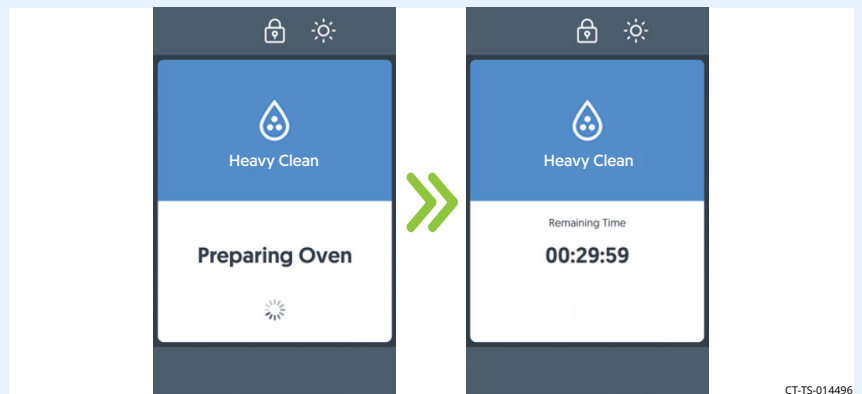 Heavy Clean
Preparing Oven
Heavy Clean
Remaining Time
00:29:59
CT-TS-014496